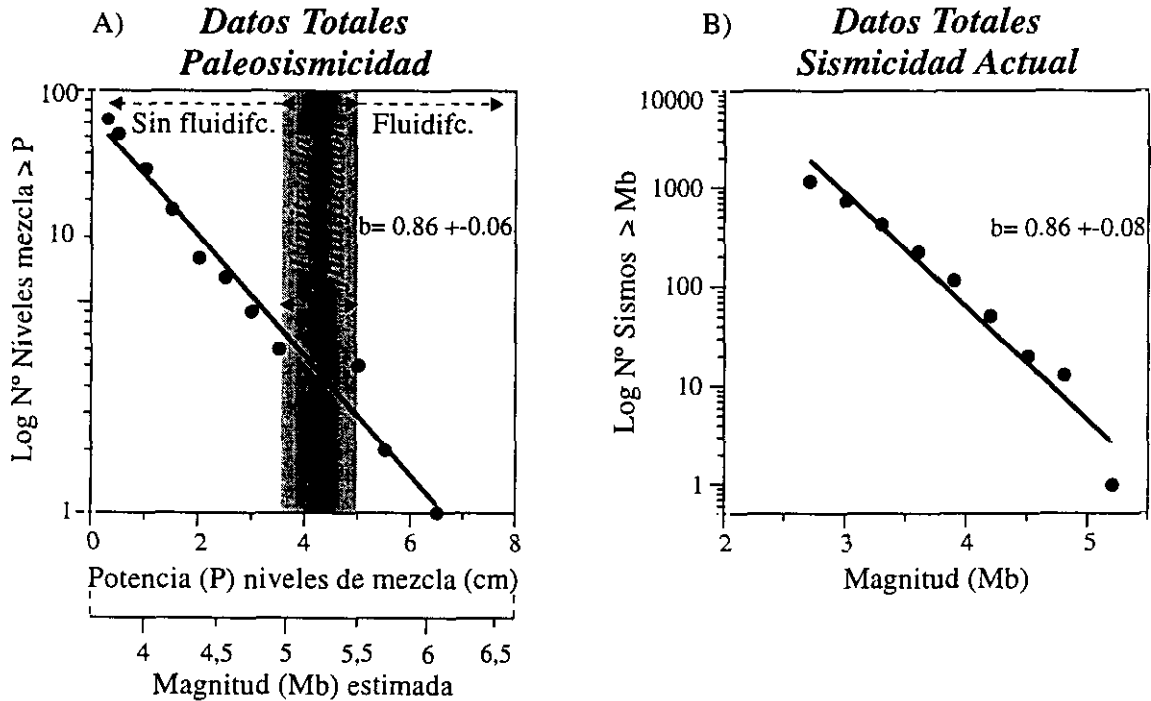 A)
Datos Totales
Paleosismicidad
100
10
1
Log Nº Niveles mezcla > P
Sin fluidifc.
Fluidifc.
b= 0.86 +-0.06
0 2 4 6 8
Potencia (P) niveles de mezcla (cm)
4 4,5 5 5,5 6 6,5
Magnitud (Mb) estimada
B)
Datos Totales
Sismicidad Actual
10000
1000
100
10
1
Log Nº Sismos > Mb
b= 0.86 +-0.08
2 3 4 5
Magnitud (Mb)